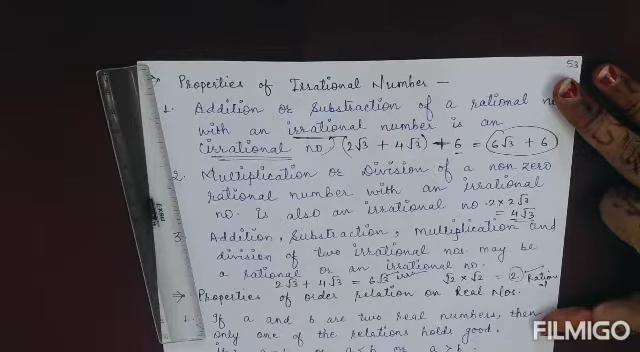 53
→ Properties of Irrational Number –
1. Addition or Substraction of a rational
with an irrational number is an
irrational no (2√3 + 4√3) + 6 = 6√3 + 6
2. Multiplication or Division of a non zero
rational number with an irrational
no. is also an irrational no. 2 × 2√3
= 4√3
3. Addition, Substraction, multiplication and
division of two irrational nos. may be
a rational or an irrational no.
2√3 + 4√3 = 6√3 irr √2 × √2 = 2 Rational
→ Properties of order relation on Real Nos.
1. If a and b are two real numbers, then
only one of the relations holds good.
a < b or a > b
FILMIGO